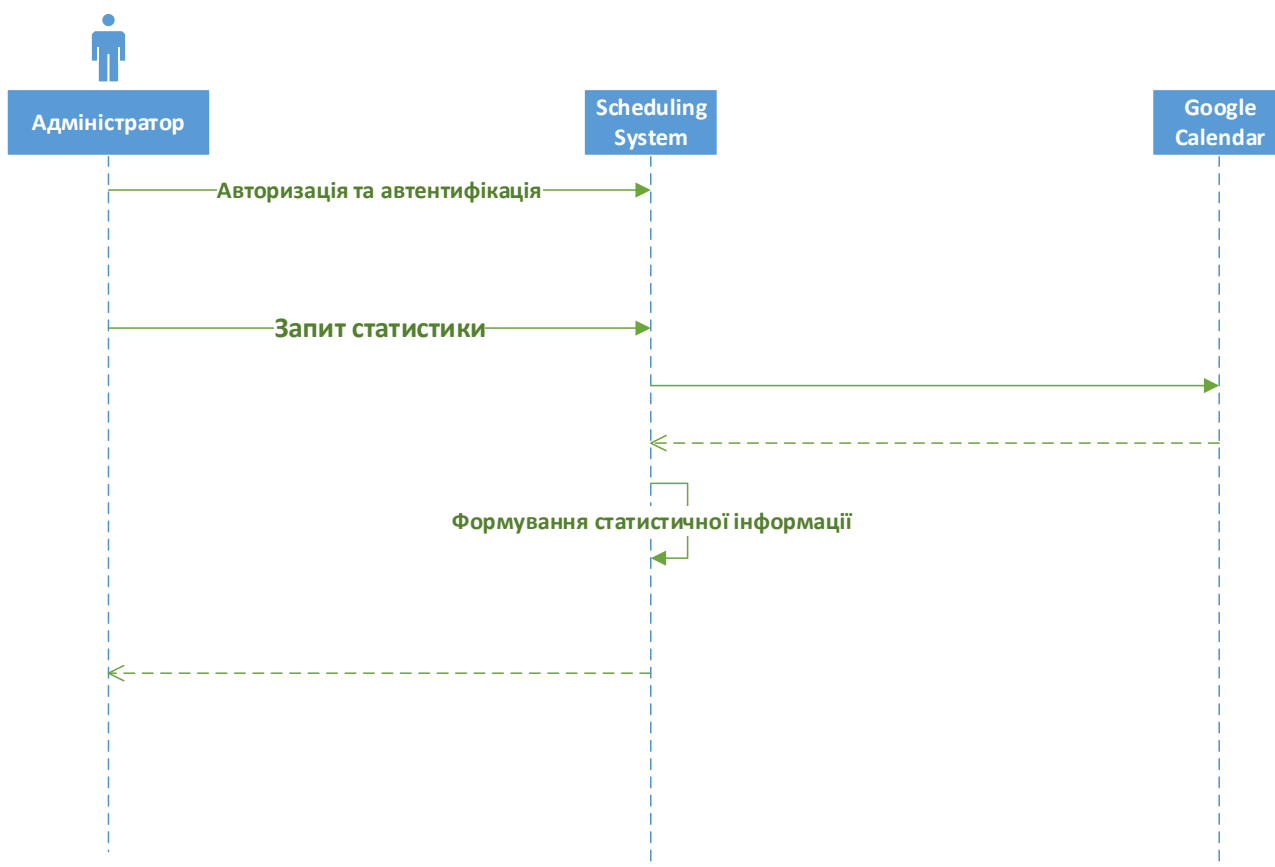 Адміністратор
Scheduling
System
Google
Calendar
Авторизація та автентифікація
Запит статистики
Формування статистичної інформації